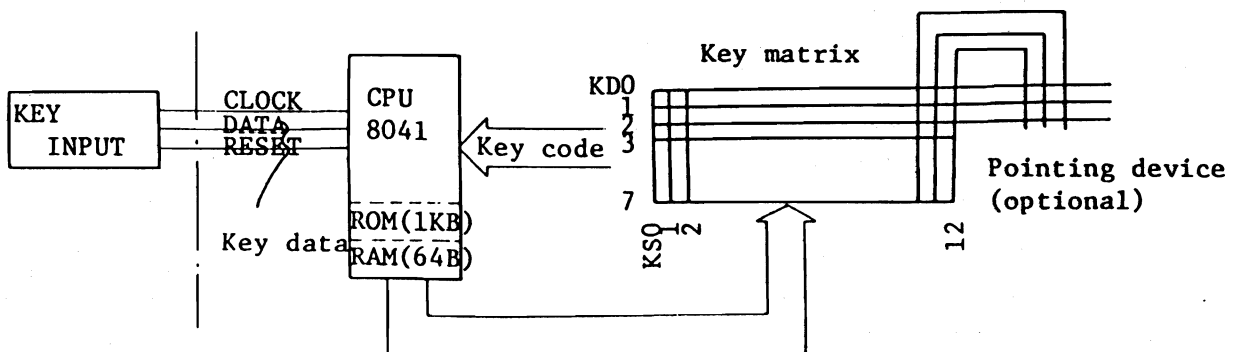 KEY
INPUT
CLOCK
DATA
RESET
Key data
CPU
8041
ROM(1KB)
RAM(64B)
Key code
Key matrix
KD0
1
2
3
7
KS0
1
2
12
Pointing device
(optional)